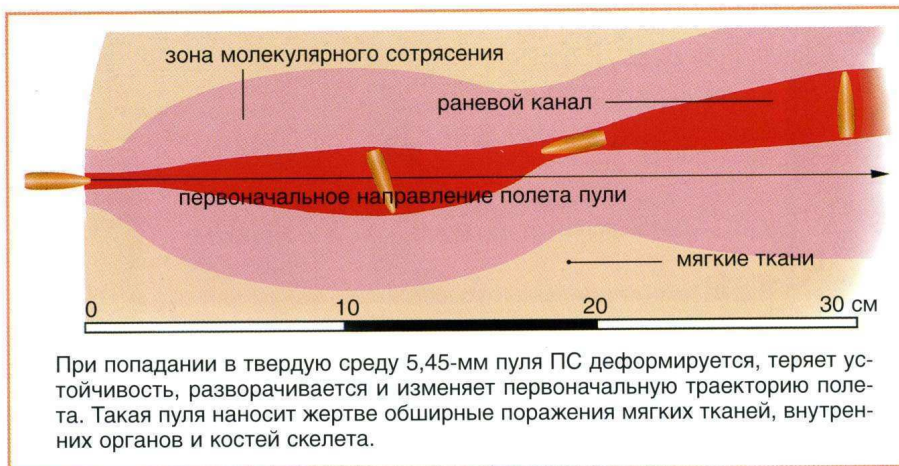 зона молекулярного сотрясения
раневой канал
первоначальное направление полета пули
мягкие ткани
0 10 20 30 см
При попадании в твердую среду 5,45-мм пуля ПС деформируется, теряет ус-
тойчивость, разворачивается и изменяет первоначальную траекторию поле-
та. Такая пуля наносит жертве обширные поражения мягких тканей, внутрен-
них органов и костей скелета.